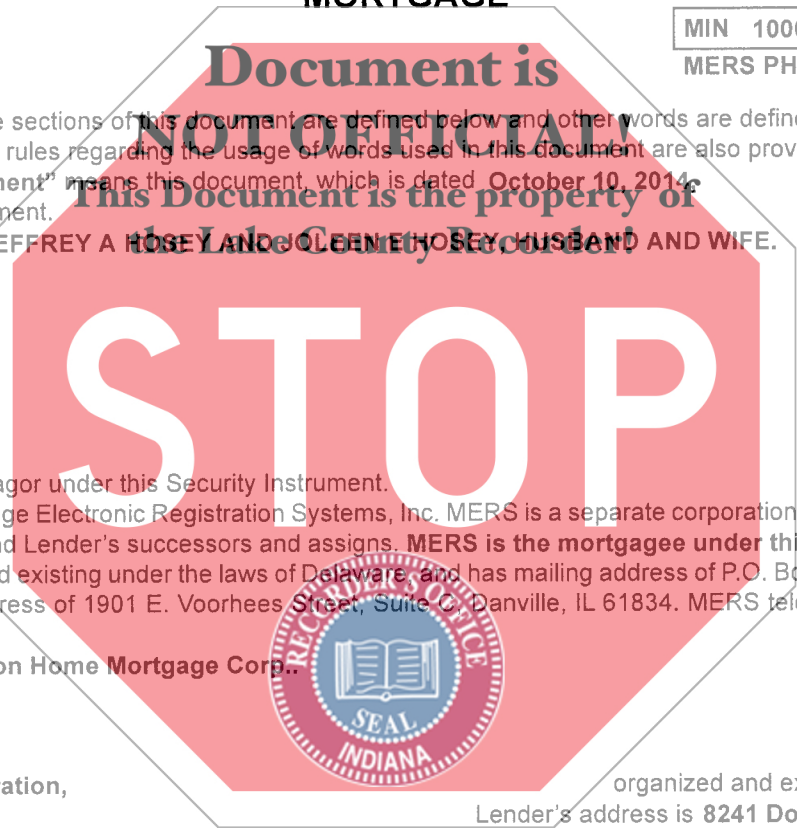 MORTGAGE
MIN 1000
Document is
MERS PH
e sections of this document are defined below and other words are define
NOT OFFICIAL!
rules regarding the usage of words used in this document are also prov
nent” means this document, which is dated October 10, 2014,
This Document is the property of
ment.
EFFREY A HOSEY AND JOLEEN E HOSEY, HUSBAND AND WIFE.
the Lake County Recorder!
STOP
agor under this Security Instrument.
ge Electronic Registration Systems, Inc. MERS is a separate corporation
nd Lender's successors and assigns. MERS is the mortgagee under thi
d existing under the laws of Delaware, and has mailing address of P.O. Bo
ress of 1901 E. Voorhees Street, Suite C, Danville, IL 61834. MERS tele
RECORDER'S OFFICE
on Home Mortgage Corp..
SEAL
INDIANA
ration,
organized and ex
Lender's address is 8241 Do